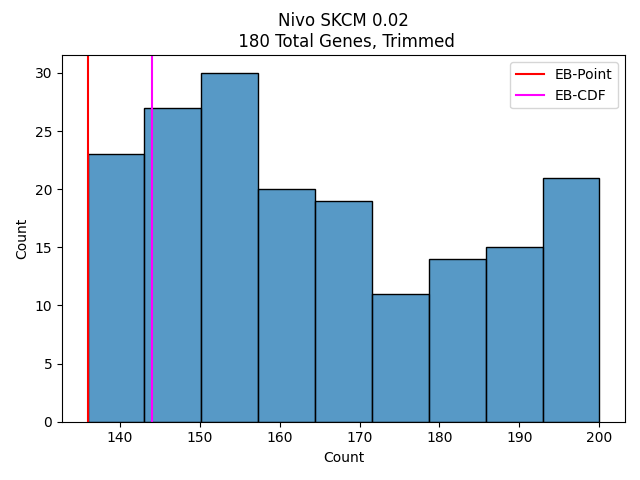 Nivo SKCM 0.02
180 Total Genes, Trimmed
EB-Point
EB-CDF
Count
30
25
20
15
10
5
0
140 150 160 170 180 190 200
Count